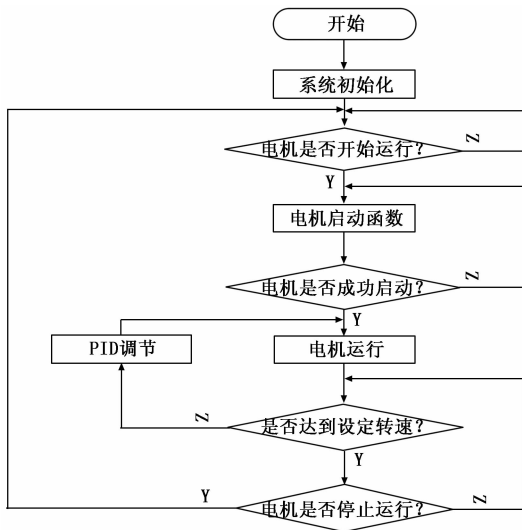 开始
系统初始化
电机是否开始运行？
N
Y
电机启动函数
电机是否成功启动？
N
Y
PID调节
电机运行
是否达到设定转速？
N
Y
电机是否停止运行？
Y
N